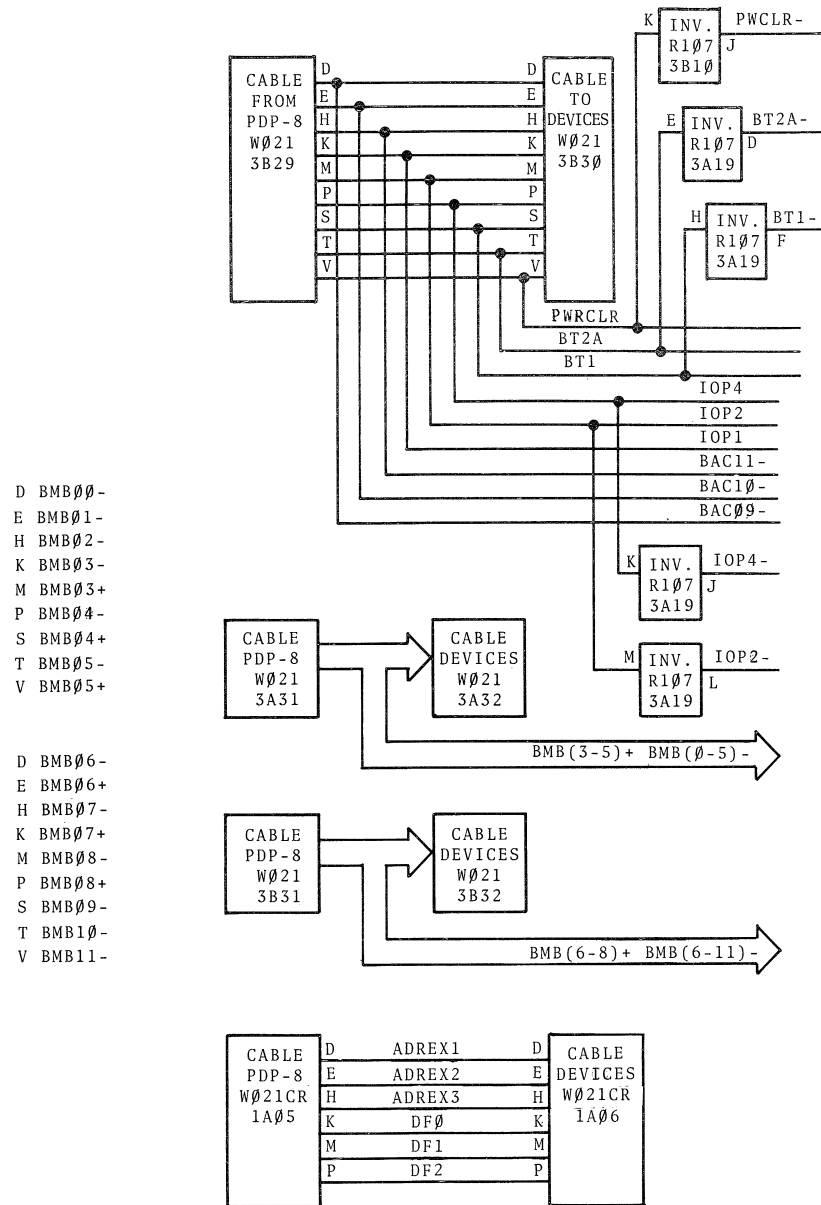 K INV. PWCLR-
R1Ø7 J
3B1Ø
CABLE
FROM
PDP-8
WØ21
3B29
D D
E E
H H
K K
M M
P P
S S
T T
V V
CABLE
TO
DEVICES
WØ21
3B3Ø
E INV. BT2A-
R1Ø7 D
3A19
H INV. BT1-
R1Ø7 F
3A19
PWRCLR
BT2A
BT1
IOP4
IOP2
IOP1
BAC11-
BAC1Ø-
BACØ9-
D BMBØØ-
E BMBØ1-
H BMBØ2-
K BMBØ3-
M BMBØ3+
P BMBØ4-
S BMBØ4+
T BMBØ5-
V BMBØ5+
K INV. IOP4-
R1Ø7 J
3A19
M INV. IOP2-
R1Ø7 L
3A19
CABLE
PDP-8
WØ21
3A31
CABLE
DEVICES
WØ21
3A32
BMB(3-5)+ BMB(Ø-5)-
D BMBØ6-
E BMBØ6+
H BMBØ7-
K BMBØ7+
M BMBØ8-
P BMBØ8+
S BMBØ9-
T BMB1Ø-
V BMB11-
CABLE
PDP-8
WØ21
3B31
CABLE
DEVICES
WØ21
3B32
BMB(6-8)+ BMB(6-11)-
CABLE
PDP-8
WØ21CR
1AØ5
D ADREX1 D
E ADREX2 E
H ADREX3 H
K DFØ K
M DF1 M
P DF2 P
CABLE
DEVICES
WØ21CR
1AØ6